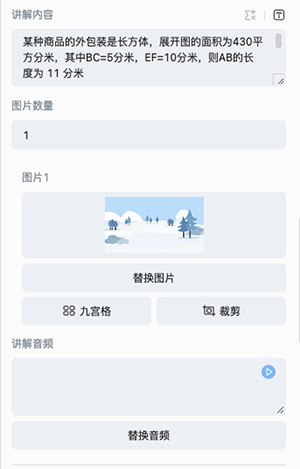 讲解内容
某种商品的外包装是长方体，展开图的面积为430平
方分米，其中BC=5分米，EF=10分米，则AB的长
度为 11 分米
图片数量
1
图片1
替换图片
九宫格 裁剪
讲解音频
替换音频